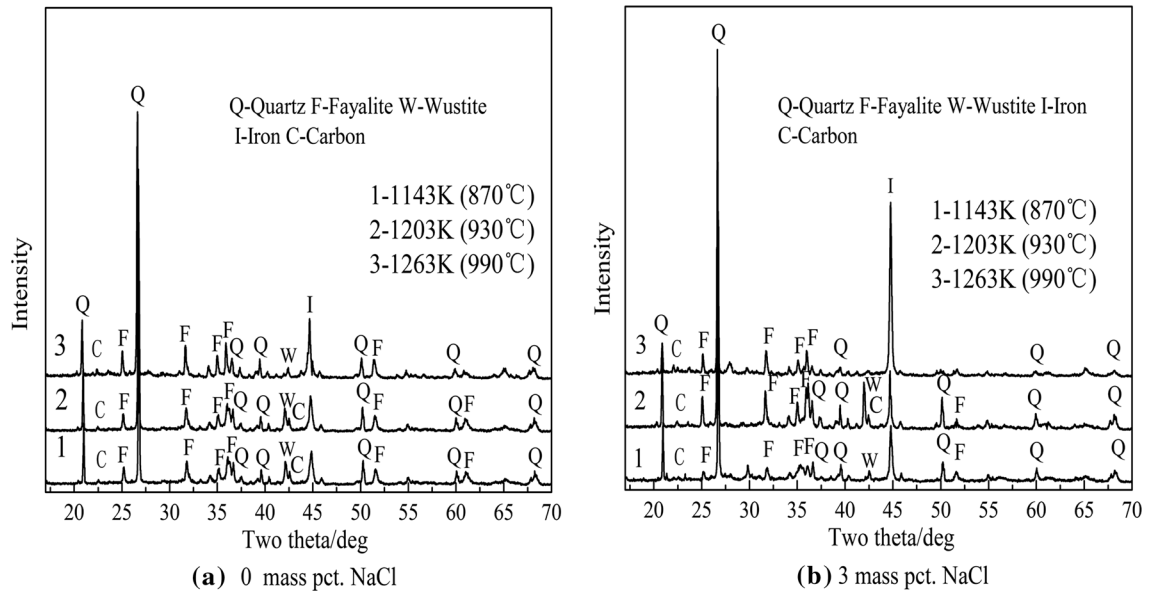 Q
Q
Q-Quartz F-Fayalite W-Wustite
I-Iron C-Carbon
1-1143K (870℃)
2-1203K (930℃)
3-1263K (990℃)
I
3 C F F F F Q Q W Q F Q Q
2 C F F F F Q Q W C Q F Q F Q
1 C F F F F Q Q W C Q F Q F Q
Intensity
20 25 30 35 40 45 50 55 60 65 70
Two theta/deg
(a) 0 mass pct. NaCl
Q
Q
Q-Quartz F-Fayalite W-Wustite I-Iron
C-Carbon
I
1-1143K (870℃)
2-1203K (930℃)
3-1263K (990℃)
3 C F F F F Q Q Q
2 C F F F F Q Q W C Q F Q Q
1 C F F F F Q Q W Q F Q Q
Intensity
20 25 30 35 40 45 50 55 60 65 70
Two theta/deg
(b) 3 mass pct. NaCl